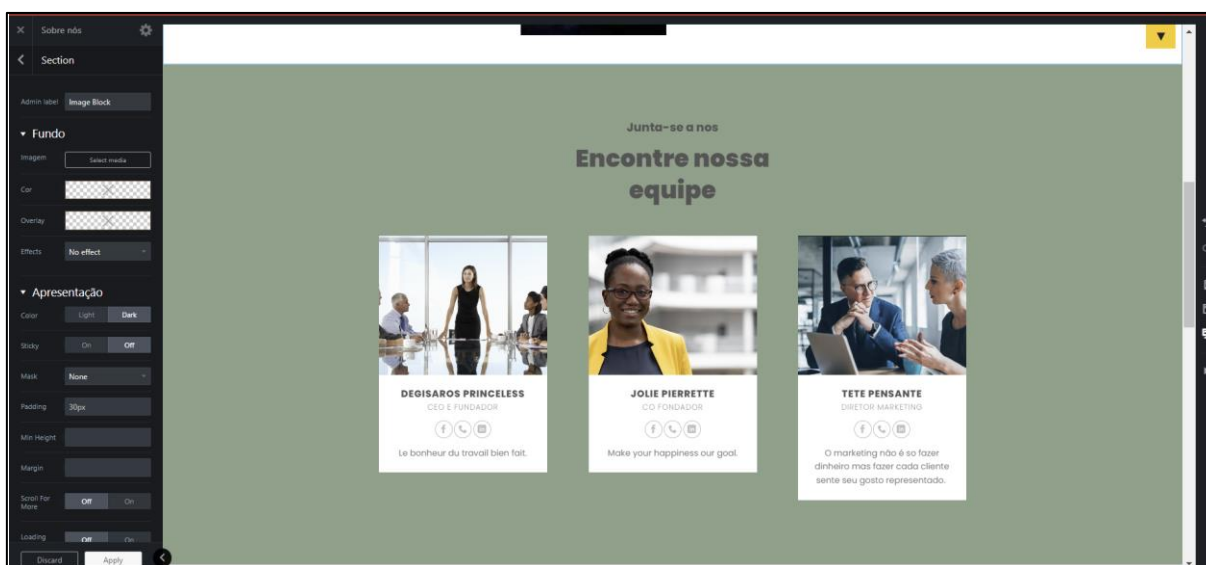 Sobre nós
Section
Admin label
Image Block
Fundo
Imagem
Select media
Cor
Overlay
Effects
No effect
Apresentação
Color
Light
Dark
Sticky
On
Off
Mask
None
Padding
30px
Min Height
Margin
Scroll For
More
Off
On
Loading
Off
On
Discard
Apply
Junta-se a nos
Encontre nossa
equipe
DEGISAROS PRINCELESS
CEO E FUNDADOR
Le bonheur du travail bien fait.
JOLIE PIERRETTE
CO FONDADOR
Make your happiness our goal.
TETE PENSANTE
DIRETOR MARKETING
O marketing não é so fazer
dinheiro mas fazer cada cliente
sente seu gosto representado.